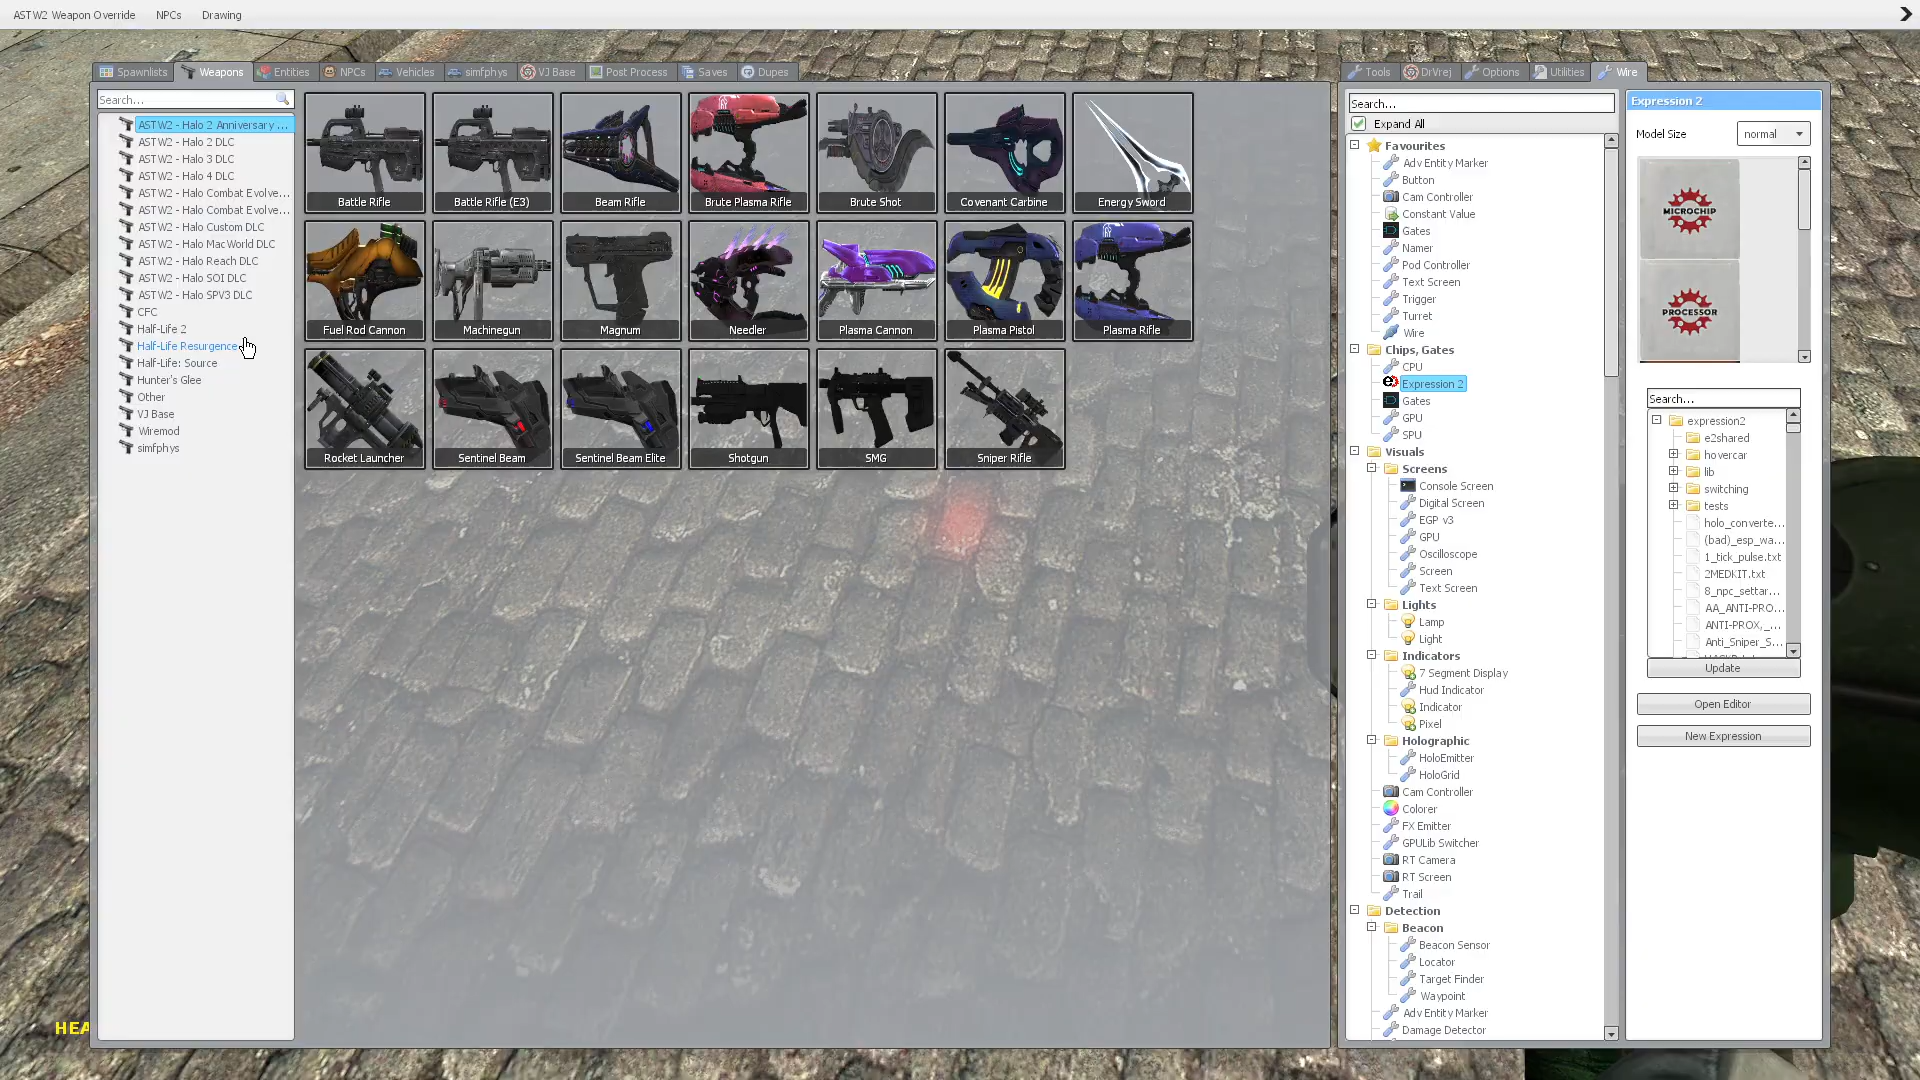 ASTW2 Weapon Override NPCs Drawing
Spawnlists Weapons Entities NPCs Vehicles simfphys VJ Base Post Process Saves Dupes
Search...
ASTW2 - Halo 2 Anniversary ...
ASTW2 - Halo 2 DLC
ASTW2 - Halo 3 DLC
ASTW2 - Halo 4 DLC
ASTW2 - Halo Combat Evolve...
ASTW2 - Halo Combat Evolve...
ASTW2 - Halo Custom DLC
ASTW2 - Halo MacWorld DLC
ASTW2 - Halo Reach DLC
ASTW2 - Halo SOI DLC
ASTW2 - Halo SPV3 DLC
CFC
Half-Life 2
Half-Life Resurgence
Half-Life: Source
Hunter's Glee
Other
VJ Base
Wiremod
simfphys
Battle Rifle Battle Rifle (E3) Beam Rifle Brute Plasma Rifle Brute Shot Covenant Carbine Energy Sword
Fuel Rod Cannon Machinegun Magnum Needler Plasma Cannon Plasma Pistol Plasma Rifle
Rocket Launcher Sentinel Beam Sentinel Beam Elite Shotgun SMG Sniper Rifle
HEA
Tools DrVrej Options Utilities Wire
Search...
Expand All
Favourites
Adv Entity Marker
Button
Cam Controller
Constant Value
Gates
Namer
Pod Controller
Text Screen
Trigger
Turret
Wire
Chips, Gates
CPU
Expression 2
Gates
GPU
SPU
Visuals
Screens
Console Screen
Digital Screen
EGP v3
GPU
Oscilloscope
Screen
Text Screen
Lights
Lamp
Light
Indicators
7 Segment Display
Hud Indicator
Indicator
Pixel
Holographic
HoloEmitter
HoloGrid
Cam Controller
Colorer
FX Emitter
GPULib Switcher
RT Camera
RT Screen
Trail
Detection
Beacon
Beacon Sensor
Locator
Target Finder
Waypoint
Adv Entity Marker
Damage Detector
Expression 2
Model Size normal
MICROCHIP
PROCESSOR
Search...
expression2
e2shared
hovercar
lib
switching
tests
holo_converte...
(bad)_esp_wa...
1_tick_pulse.txt
2MEDKIT.txt
8_npc_settar...
AA_ANTI-PRO...
ANTI-PROX,_...
Anti_Sniper_S...
Update
Open Editor
New Expression